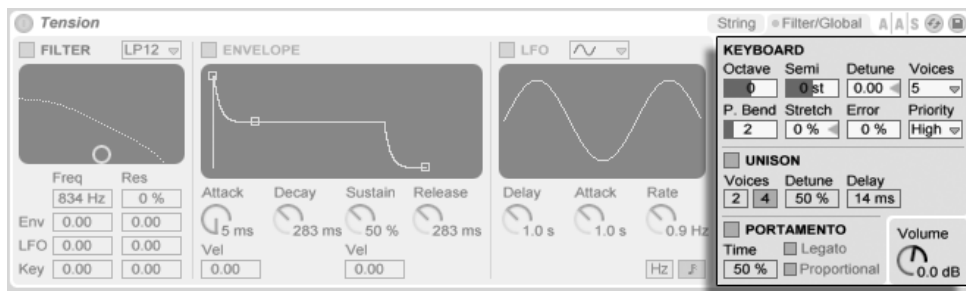 Tension
String Filter/Global A A S
FILTER LP12
Freq Res
834 Hz 0 %
Env 0.00 0.00
LFO 0.00 0.00
Key 0.00 0.00
ENVELOPE
Attack Decay Sustain Release
5 ms 283 ms 50 % 283 ms
Vel Vel
0.00 0.00
LFO
Delay Attack Rate
1.0 s 1.0 s 0.9 Hz
Hz
KEYBOARD
Octave Semi Detune Voices
0 0 st 0.00 5
P. Bend Stretch Error Priority
2 0 % 0 % High
UNISON
Voices Detune Delay
2 4 50 % 14 ms
PORTAMENTO
Time Legato
50 % Proportional
Volume
0.0 dB